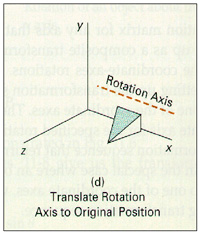 y
Rotation Axis
z
x
(d)
Translate Rotation
Axis to Original Position